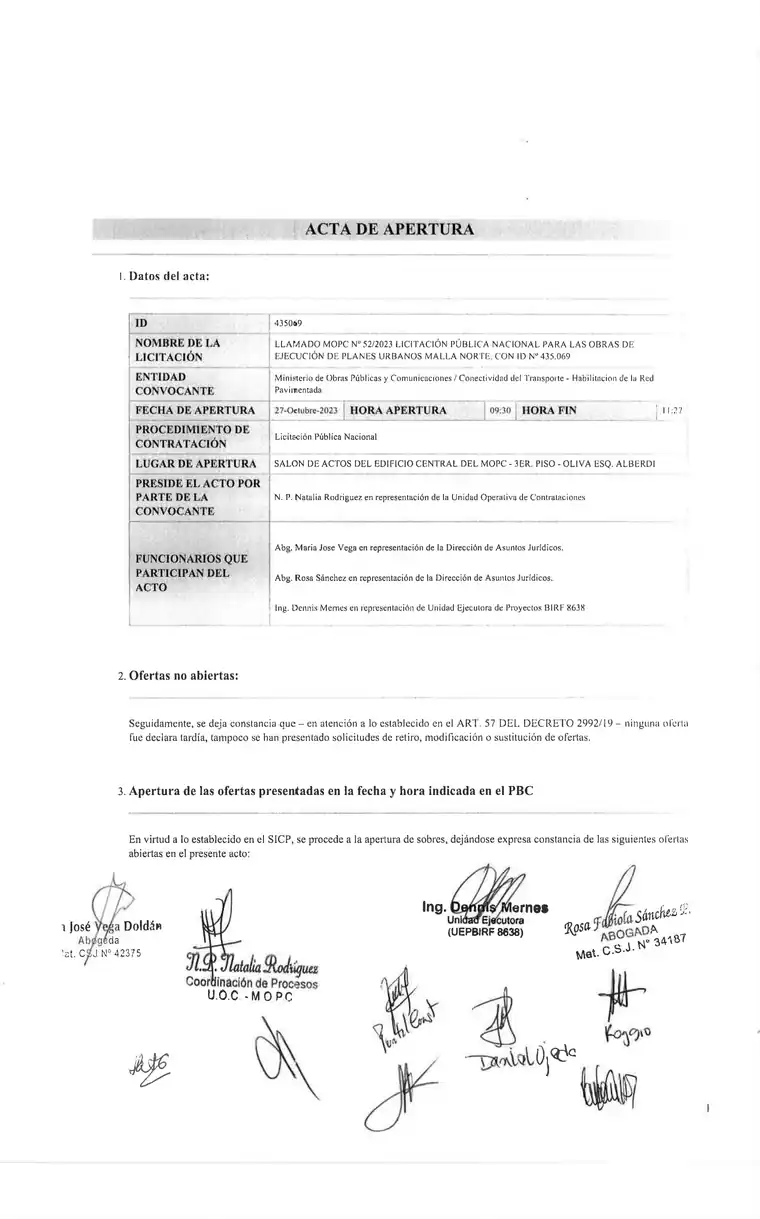 ACTA DE APERTURA
1. Datos del acta:
ID 435069
NOMBRE DE LA LICITACIÓN LLAMADO MOPC Nº 52/2023 LICITACIÓN PÚBLICA NACIONAL PARA LAS OBRAS DE
EJECUCIÓN DE PLANES URBANOS MALLA NORTE, CON ID Nº 435.069
ENTIDAD CONVOCANTE Ministerio de Obras Públicas y Comunicaciones / Conectividad del Transporte - Habilitacion de la Red
Pavimentada
FECHA DE APERTURA 27-Octubre-2023 HORA APERTURA 09:30 HORA FIN 11:27
PROCEDIMIENTO DE CONTRATACIÓN Licitación Pública Nacional
LUGAR DE APERTURA SALON DE ACTOS DEL EDIFICIO CENTRAL DEL MOPC - 3ER. PISO - OLIVA ESQ. ALBERDI
PRESIDE EL ACTO POR PARTE DE LA CONVOCANTE N. P. Natalia Rodriguez en representación de la Unidad Operativa de Contrataciones
FUNCIONARIOS QUE PARTICIPAN DEL ACTO
Abg. Maria Jose Vega en representación de la Dirección de Asuntos Jurídicos.
Abg. Rosa Sánchez en representación de la Dirección de Asuntos Jurídicos.
Ing. Dennis Mernes en representación de Unidad Ejecutora de Proyectos BIRF 8638
2. Ofertas no abiertas:
Seguidamente, se deja constancia que – en atención a lo establecido en el ART. 57 DEL DECRETO 2992/19 – ninguna oferta
fue declara tardía, tampoco se han presentado solicitudes de retiro, modificación o sustitución de ofertas.
3. Apertura de las ofertas presentadas en la fecha y hora indicada en el PBC
En virtud a lo establecido en el SICP, se procede a la apertura de sobres, dejándose expresa constancia de las siguientes ofertas
abiertas en el presente acto:
José Vega Doldán
Abogada
Mat. CSJ Nº 42375
N.P. Natalia Rodríguez
Coordinación de Procesos
U.O.C - M O P C
Ing. Dennis Mernes
Unidad Ejecutora
(UEPBIRF 8638)
Rosa Fabiola Sánchez
ABOGADA
Mat. C.S.J. N° 34187
Daniel Ojeda
Roggio
1